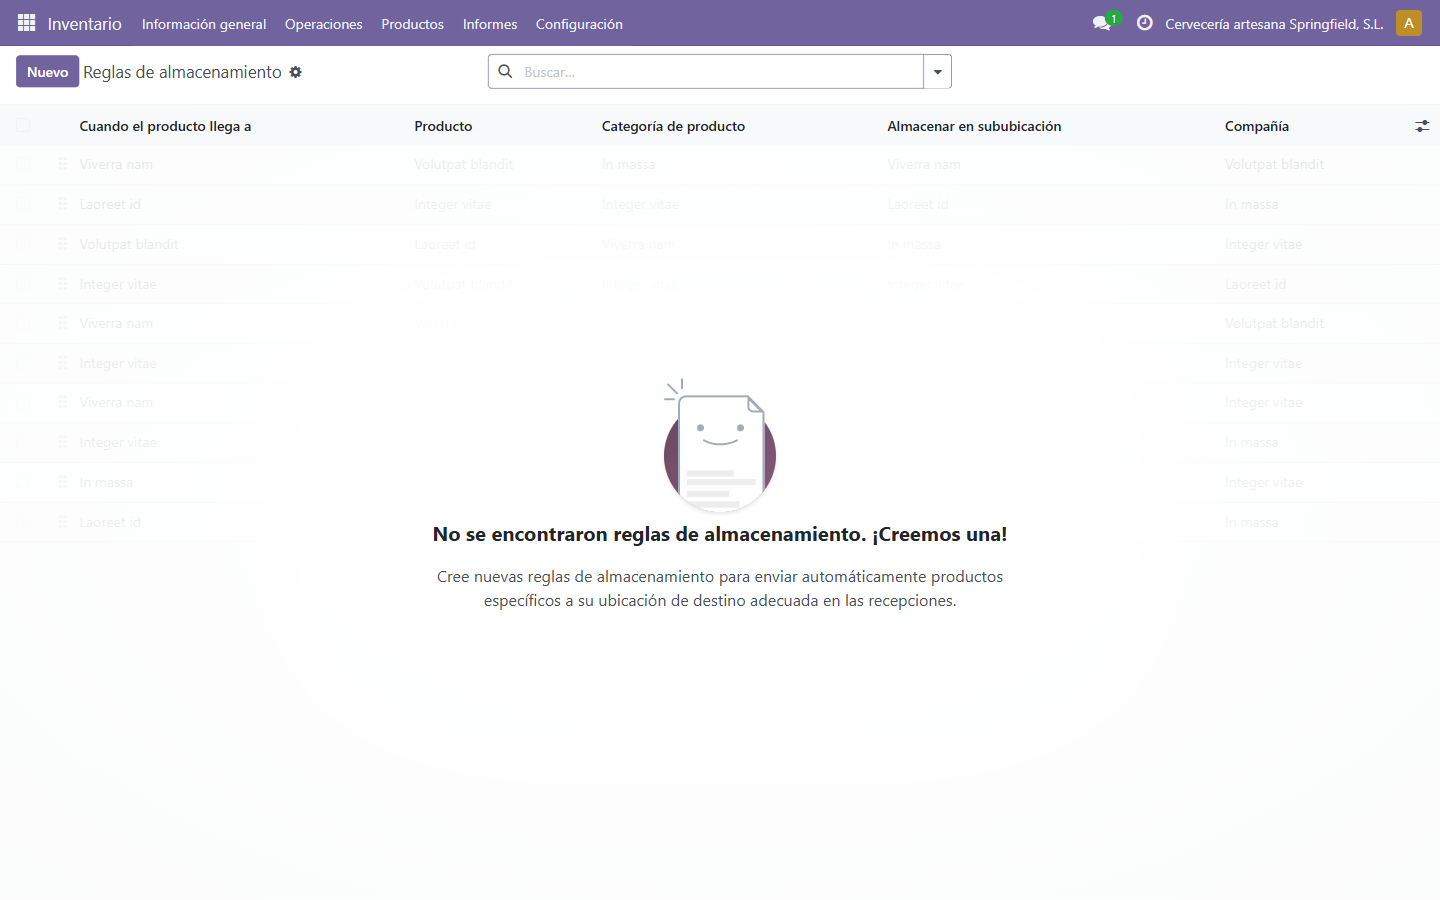 Inventario Información general Operaciones Productos Informes Configuración 1 Cervecería artesana Springfield, S.L. A
Nuevo Reglas de almacenamiento Buscar...
Cuando el producto llega a Producto Categoría de producto Almacenar en sububicación Compañía
Viverra nam Volutpat blandit In massa Viverra nam Volutpat blandit
Laoreet id Integer vitae Integer vitae Laoreet id In massa
Volutpat blandit Laoreet id Viverra nam In massa Integer vitae
Integer vitae Volutpat blandit Integer vitae Integer vitae Laoreet id
Viverra nam Volutpat blandit
Integer vitae Integer vitae
Viverra nam Integer vitae
Integer vitae In massa
In massa Integer vitae
Laoreet id In massa
No se encontraron reglas de almacenamiento. ¡Creemos una!
Cree nuevas reglas de almacenamiento para enviar automáticamente productos
específicos a su ubicación de destino adecuada en las recepciones.